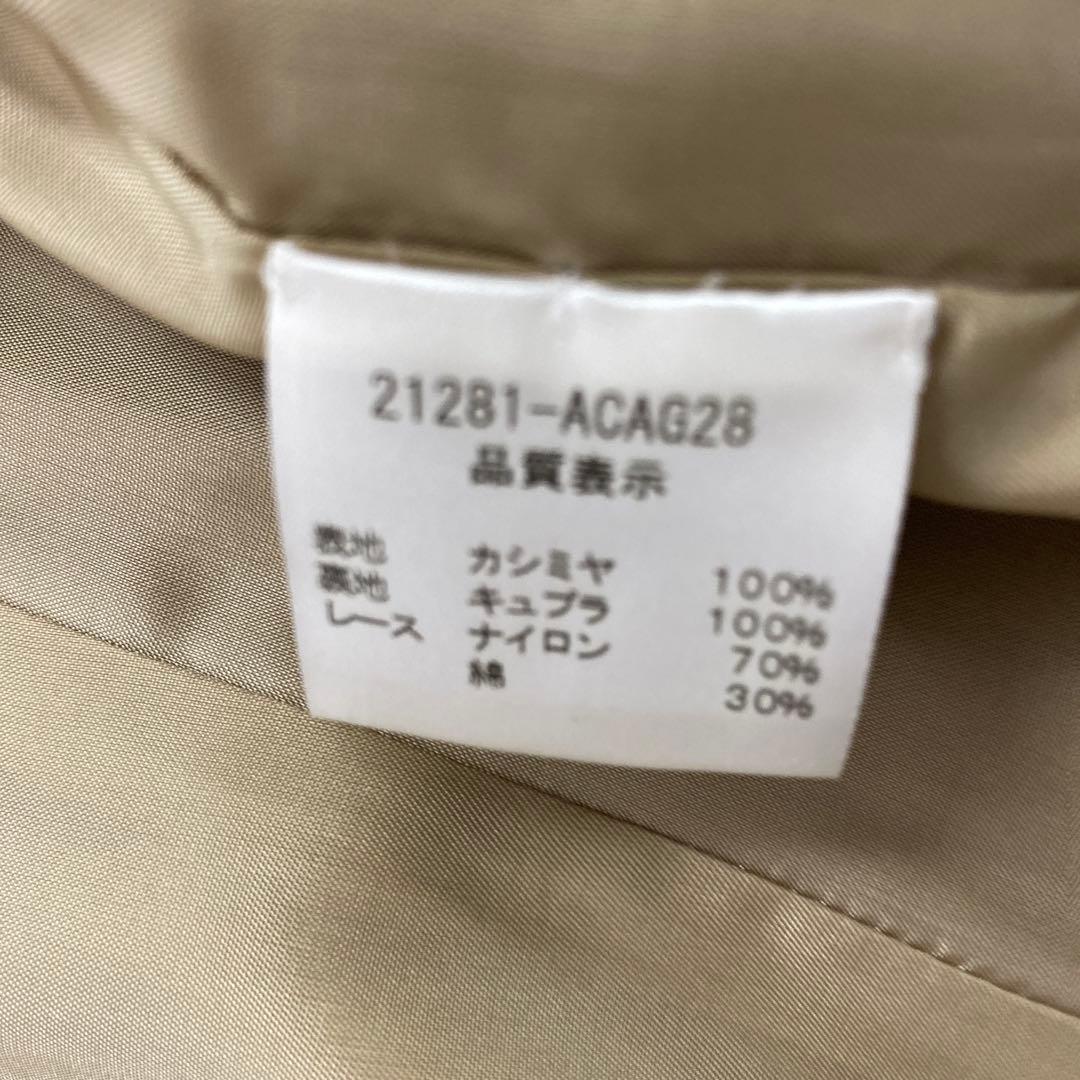 21281-ACAG28
品質表示
表地 カシミヤ 100%
裏地 キュプラ 100%
レース ナイロン 70%
綿 30%